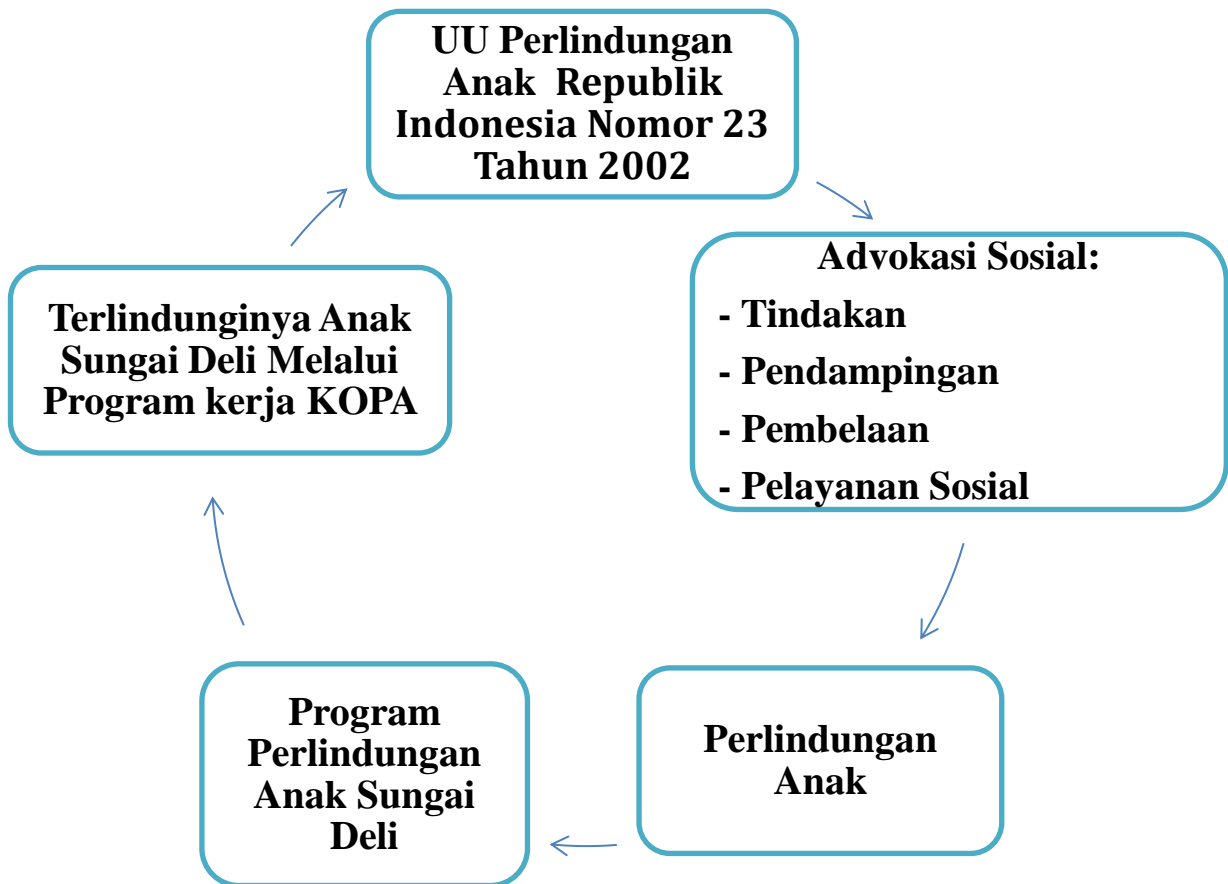 UU Perlindungan
Anak Republik
Indonesia Nomor 23
Tahun 2002
Advokasi Sosial:
- Tindakan
- Pendampingan
- Pembelaan
- Pelayanan Sosial
Perlindungan
Anak
Program
Perlindungan
Anak Sungai
Deli
Terlindunginya Anak
Sungai Deli Melalui
Program kerja KOPA